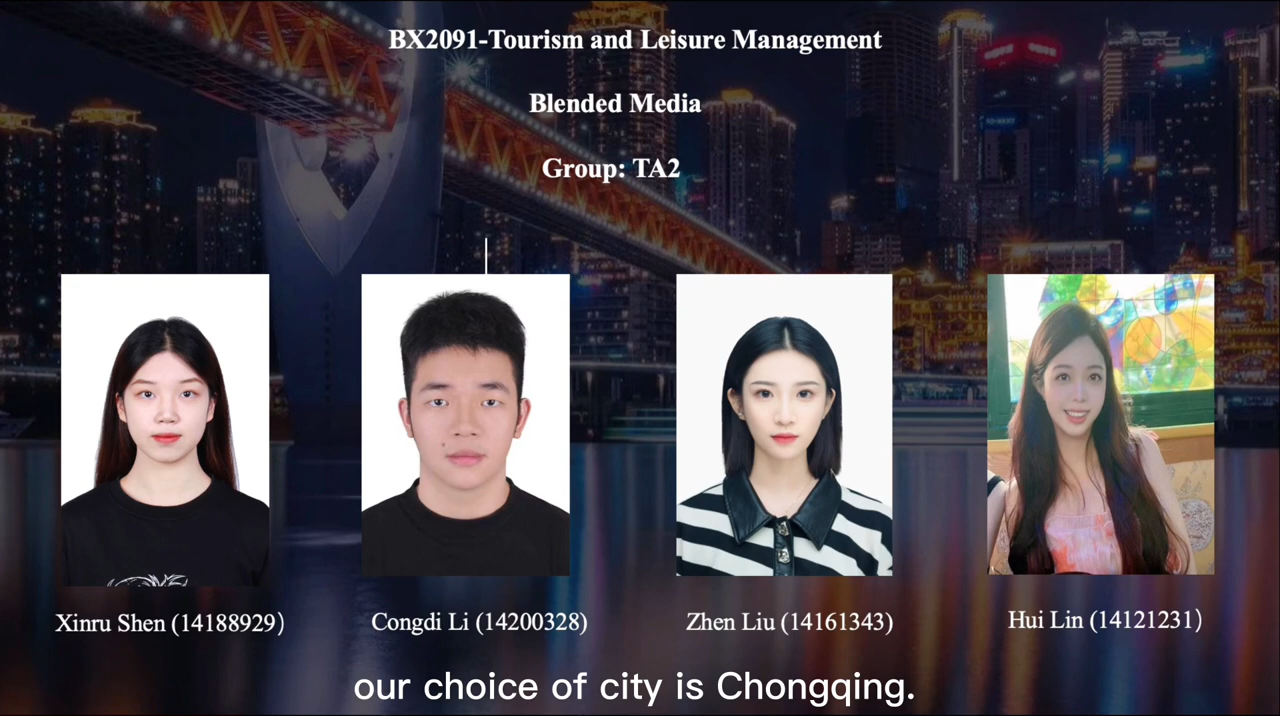 BX2091-Tourism and Leisure Management
Blended Media
Group: TA2
Xinru Shen (14188929)
Congdi Li (14200328)
Zhen Liu (14161343)
Hui Lin (14121231)
our choice of city is Chongqing.